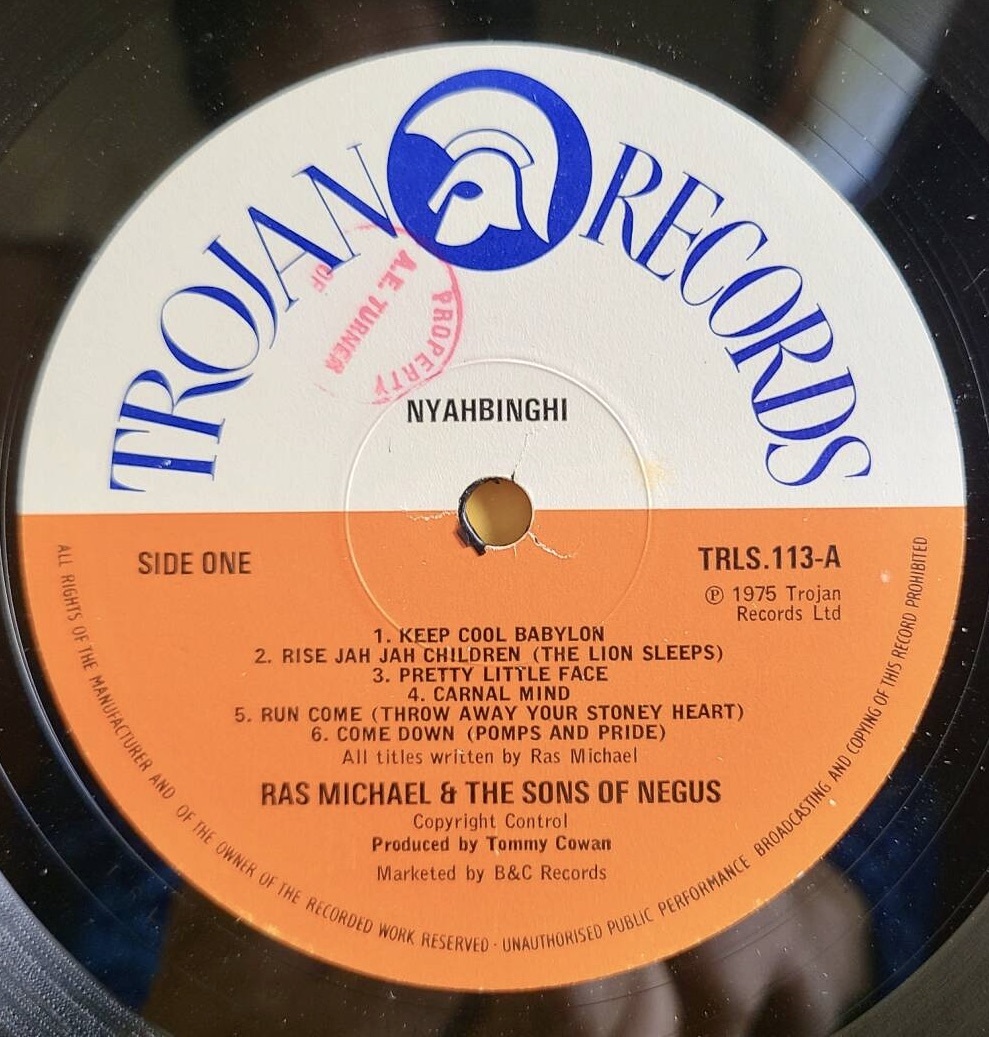 TROJAN RECORDS
PROPERTY
OF
A.E. TURNER
NYAHBINGHI
SIDE ONE
TRLS.113-A
℗ 1975 Trojan
Records Ltd
1. KEEP COOL BABYLON
2. RISE JAH JAH CHILDREN (THE LION SLEEPS)
3. PRETTY LITTLE FACE
4. CARNAL MIND
5. RUN COME (THROW AWAY YOUR STONEY HEART)
6. COME DOWN (POMPS AND PRIDE)
All titles written by Ras Michael
RAS MICHAEL & THE SONS OF NEGUS
Copyright Control
Produced by Tommy Cowan
Marketed by B&C Records
ALL RIGHTS OF THE MANUFACTURER AND OF THE OWNER OF THE RECORDED WORK RESERVED · UNAUTHORISED PUBLIC PERFORMANCE BROADCASTING AND COPYING OF THIS RECORD PROHIBITED